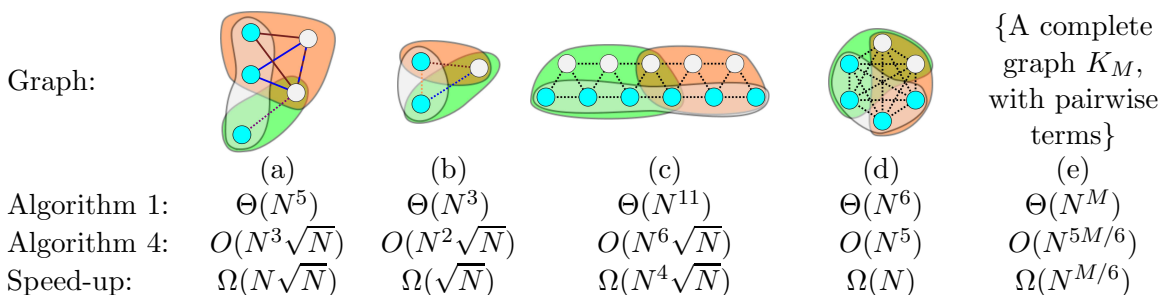 Graph:
{A complete graph K_M, with pairwise terms}
(a) (b) (c) (d) (e)
Algorithm 1: Θ(N^5) Θ(N^3) Θ(N^{11}) Θ(N^6) Θ(N^M)
Algorithm 4: O(N^3√N) O(N^2√N) O(N^6√N) O(N^5) O(N^{5M/6})
Speed-up: Ω(N√N) Ω(√N) Ω(N^4√N) Ω(N) Ω(N^{M/6})